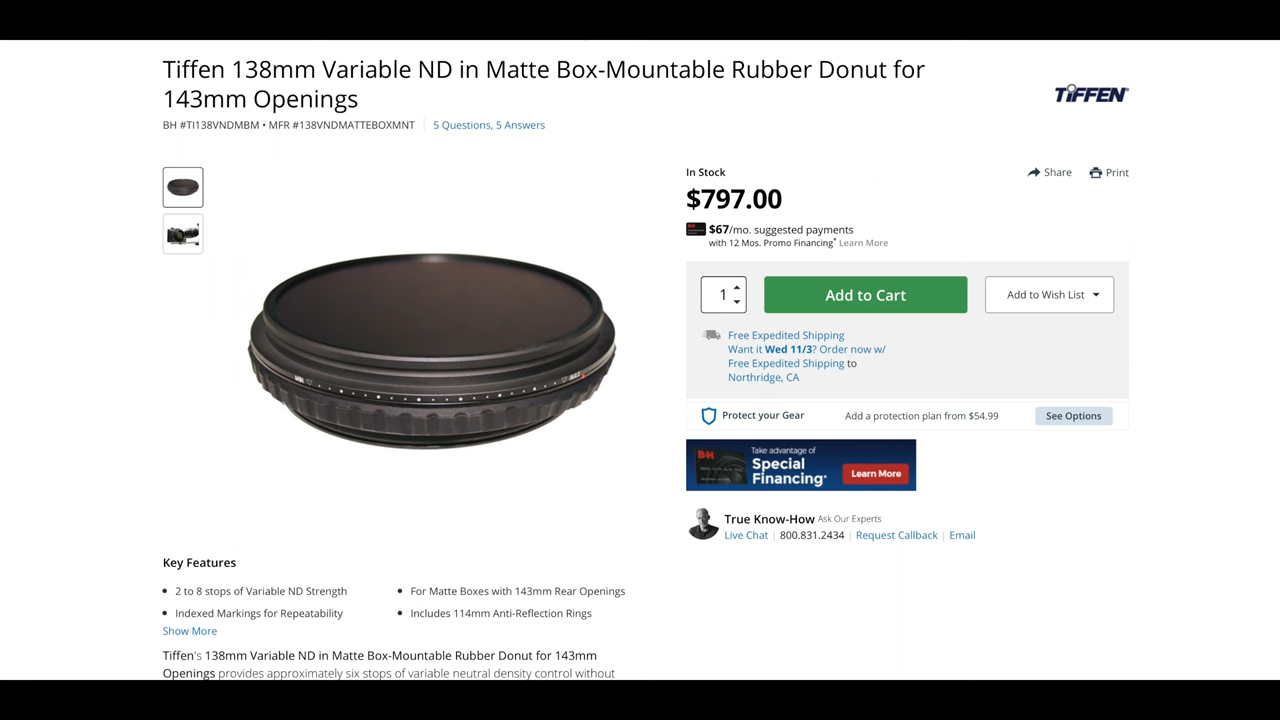 Tiffen 138mm Variable ND in Matte Box-Mountable Rubber Donut for
143mm Openings
TIFFEN
BH #TI138VNDMBM • MFR #138VNDMATTEBOXMNT
5 Questions, 5 Answers
In Stock
Share
Print
$797.00
$67/mo. suggested payments
with 12 Mos. Promo Financing* Learn More
1
Add to Cart
Add to Wish List
Free Expedited Shipping
Want it Wed 11/3? Order now w/
Free Expedited Shipping to
Northridge, CA
MIN
MAX
Protect your Gear
Add a protection plan from $54.99
See Options
B&H
Take advantage of
Special
Financing*
Learn More
True Know-How Ask Our Experts
Live Chat | 800.831.2434 | Request Callback | Email
Key Features
• 2 to 8 stops of Variable ND Strength
• For Matte Boxes with 143mm Rear Openings
• Indexed Markings for Repeatability
• Includes 114mm Anti-Reflection Rings
Show More
Tiffen's 138mm Variable ND in Matte Box-Mountable Rubber Donut for 143mm
Openings provides approximately six stops of variable neutral density control without